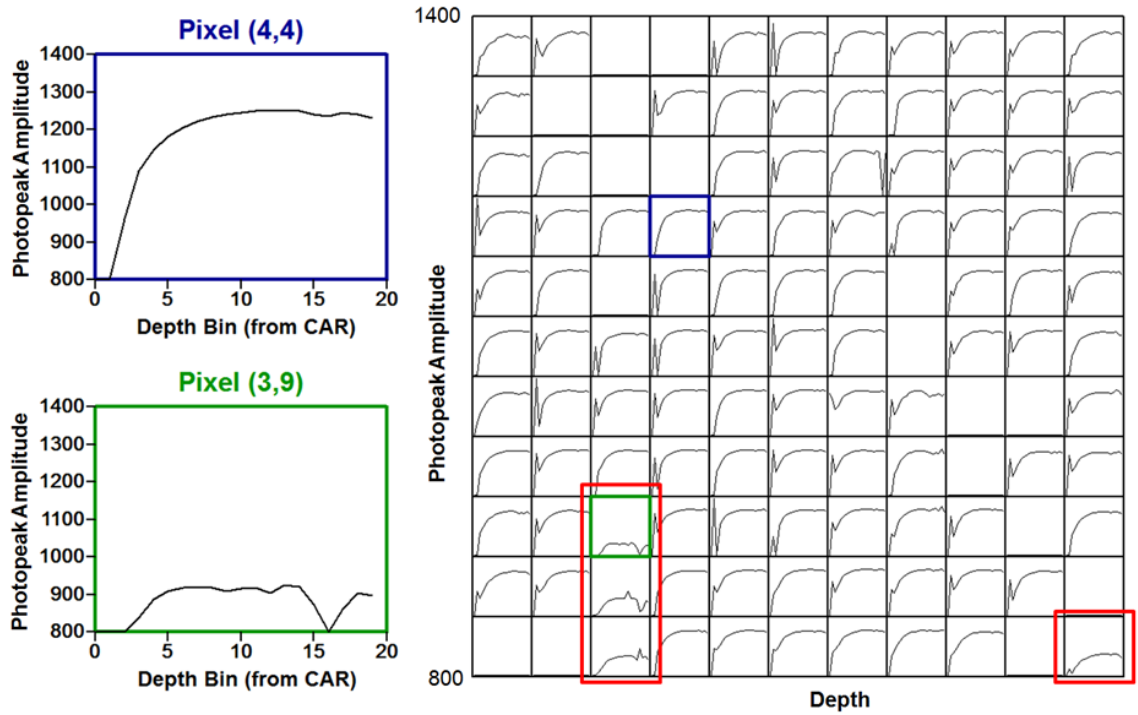 Pixel (4,4)
Photopeak Amplitude
1400
1300
1200
1100
1000
900
800
0 5 10 15 20
Depth Bin (from CAR)
Pixel (3,9)
Photopeak Amplitude
1400
1300
1200
1100
1000
900
800
0 5 10 15 20
Depth Bin (from CAR)
1400
Photopeak Amplitude
800
Depth